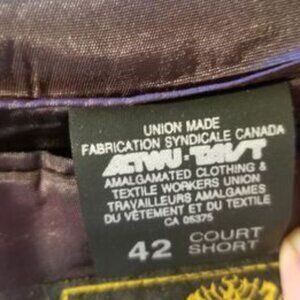 UNION MADE
FABRICATION SYNDICALE CANADA
ACTWU·TAVT
AMALGAMATED CLOTHING &
TEXTILE WORKERS UNION
TRAVAILLEURS AMALGAMES
DU VÊTEMENT ET DU TEXTILE
CA 05375
42 COURT
SHORT